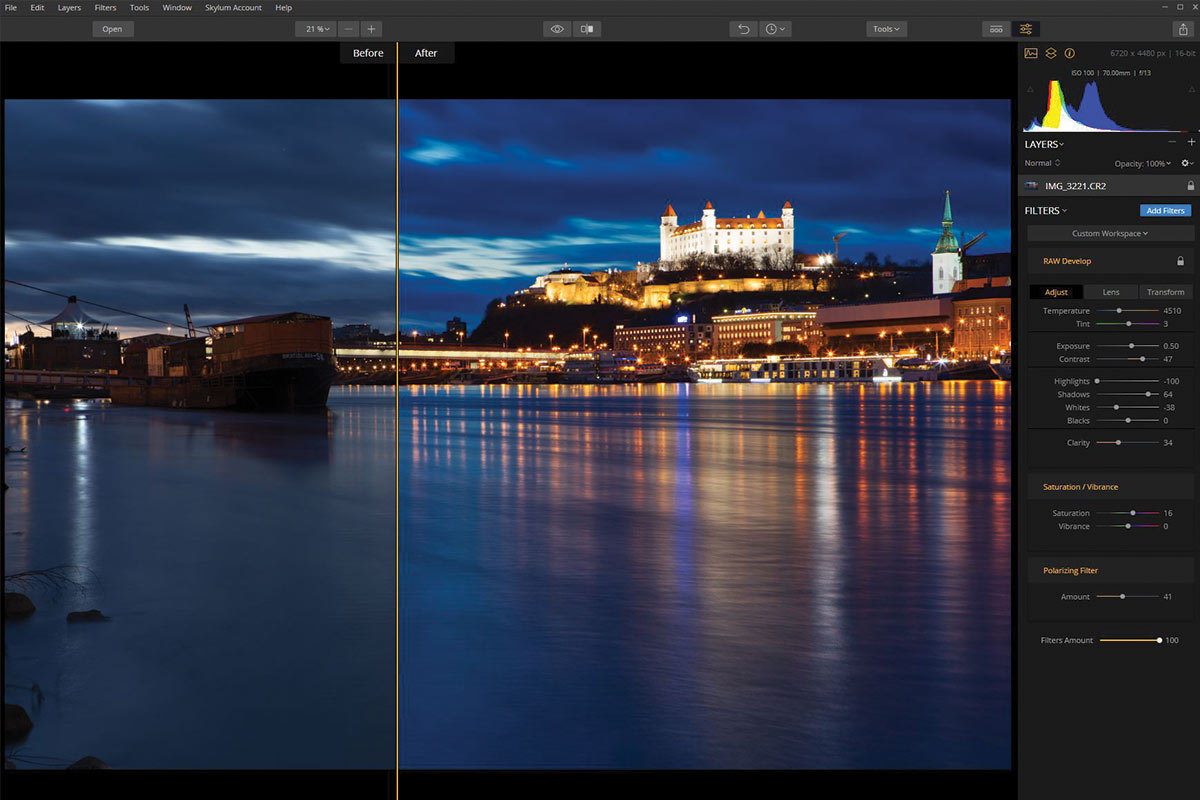 File Edit Layers Filters Tools Window Skylum Account Help
Open 21 % Tools
Before After
6720 x 4480 px | 16-bit
ISO 100 | 70.00mm | f/13
LAYERS
Normal Opacity: 100%
IMG_3221.CR2
FILTERS Add Filters
Custom Workspace
RAW Develop
Adjust Lens Transform
Temperature 4510
Tint 3
Exposure 0.50
Contrast 47
Highlights -100
Shadows 64
Whites -38
Blacks 0
Clarity 34
Saturation / Vibrance
Saturation 16
Vibrance 0
Polarizing Filter
Amount 41
Filters Amount 100